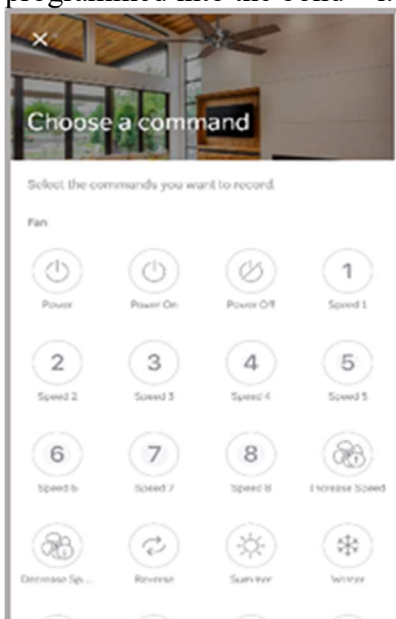 programmed into the bond
×
Choose a command
Select the commands you want to record.
Fan
Power
Power On
Power Off
1
Speed 1
2
Speed 2
3
Speed 3
4
Speed 4
5
Speed 5
6
Speed 6
7
Speed 7
8
Speed 8
Increase Speed
Decrease Sp...
Reverse
Summer
Winter